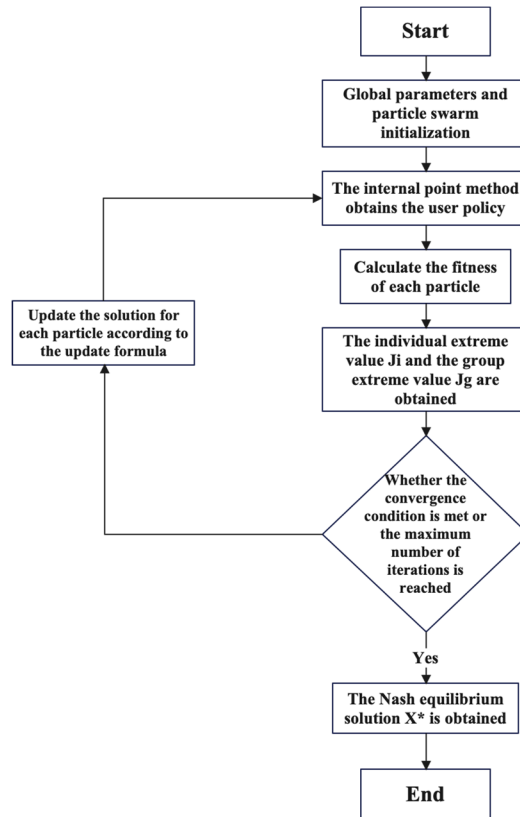 Start
Global parameters and
particle swarm
initialization
The internal point method
obtains the user policy
Calculate the fitness
of each particle
Update the solution for
each particle according to
the update formula
The individual extreme
value Ji and the group
extreme value Jg are
obtained
Whether the
convergence
condition is met or
the maximum
number of
iterations is
reached
Yes
The Nash equilibrium
solution X* is obtained
End